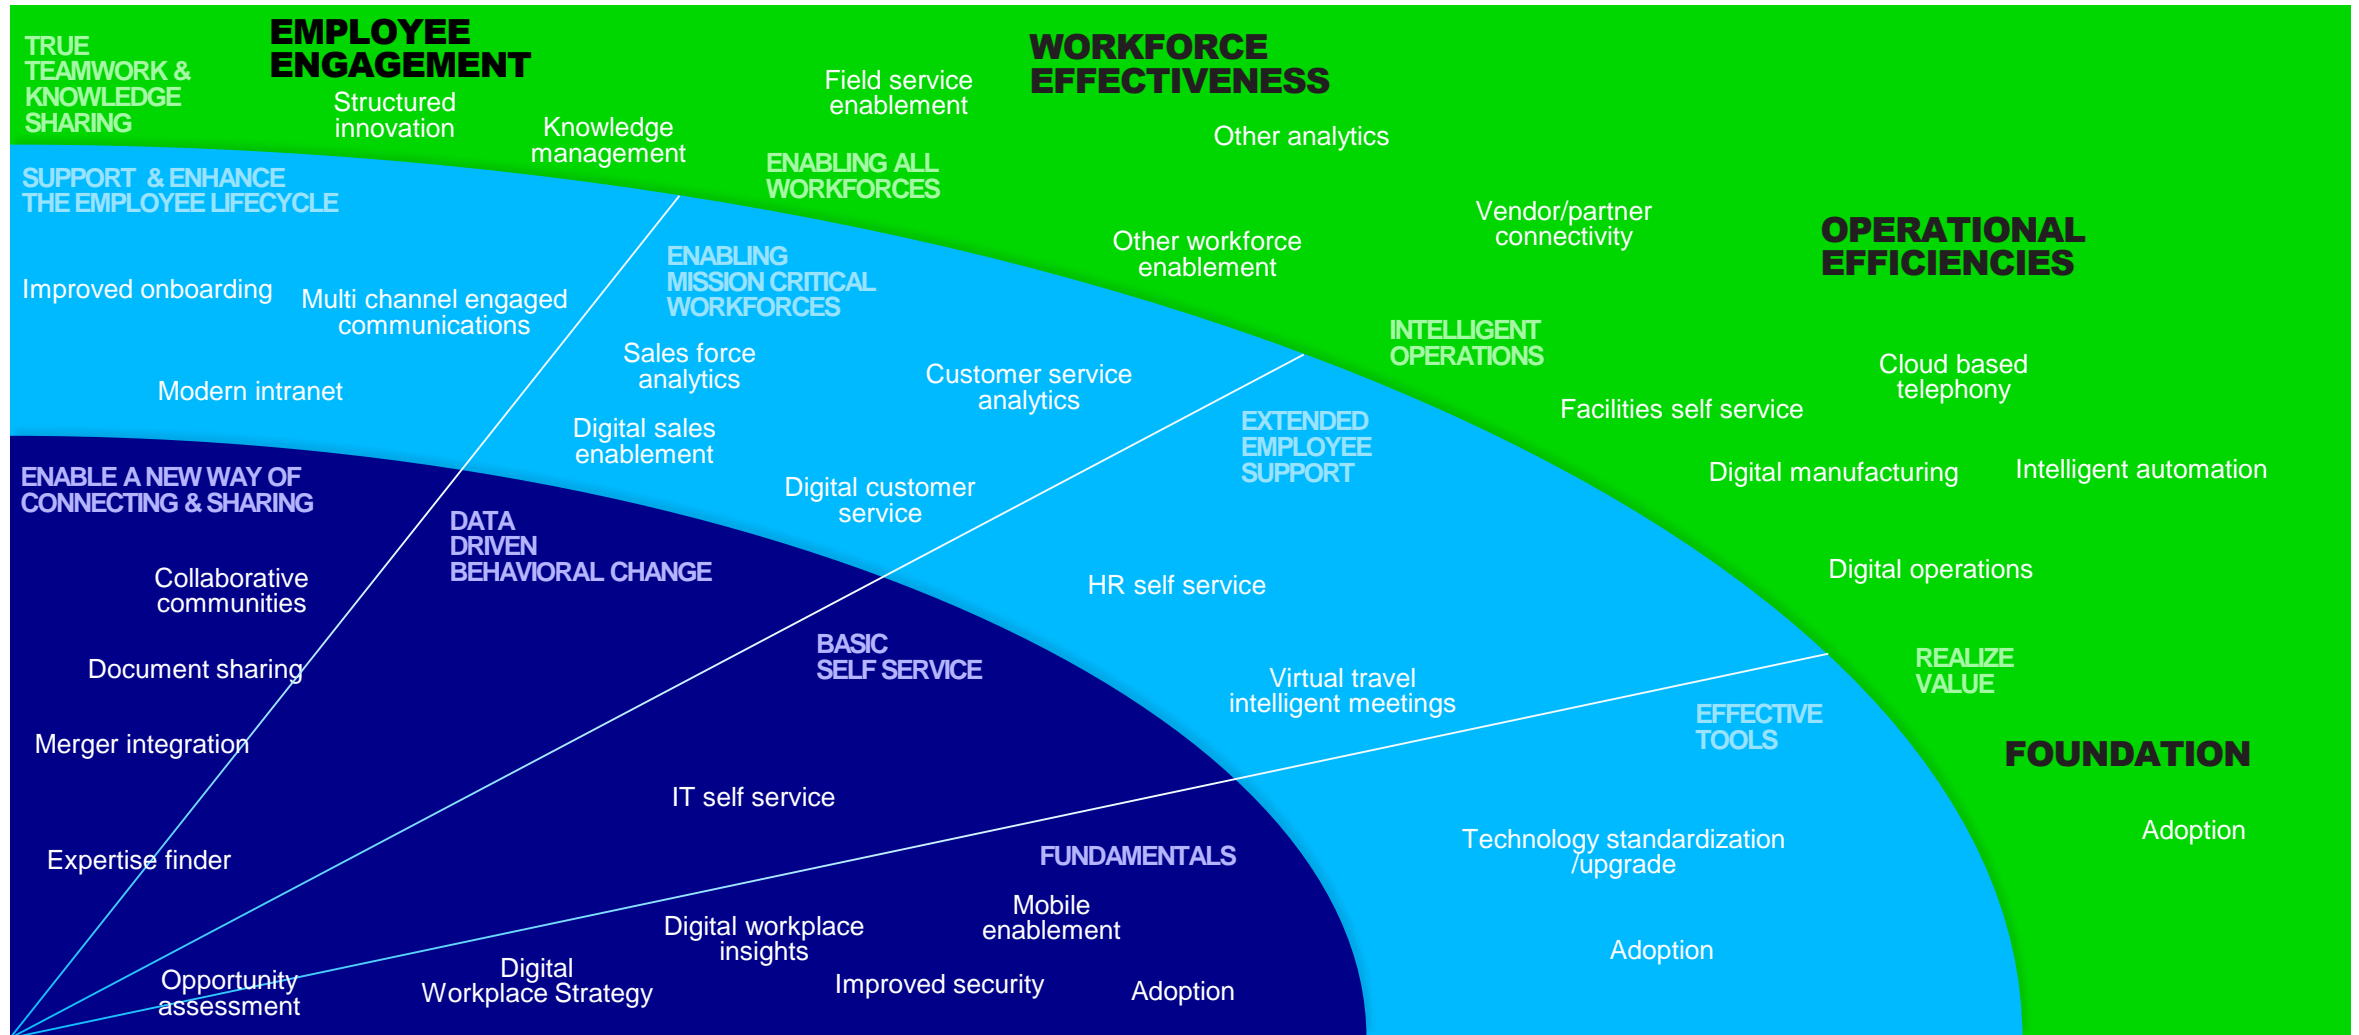 TRUE
TEAMWORK &
KNOWLEDGE
SHARING
EMPLOYEE
ENGAGEMENT
Structured
innovation
Knowledge
management
Field service
enablement
ENABLING ALL
WORKFORCES
WORKFORCE
EFFECTIVENESS
Other analytics
Other workforce
enablement
Vendor/partner
connectivity
OPERATIONAL
EFFICIENCIES
INTELLIGENT
OPERATIONS
Cloud based
telephony
Facilities self service
Digital manufacturing
Intelligent automation
Digital operations
REALIZE
VALUE
FOUNDATION
Adoption
SUPPORT & ENHANCE
THE EMPLOYEE LIFECYCLE
Improved onboarding
Multi channel engaged
communications
Modern intranet
ENABLING
MISSION CRITICAL
WORKFORCES
Sales force
analytics
Customer service
analytics
Digital sales
enablement
Digital customer
service
EXTENDED
EMPLOYEE
SUPPORT
HR self service
Virtual travel
intelligent meetings
EFFECTIVE
TOOLS
Technology standardization
/upgrade
Adoption
ENABLE A NEW WAY OF
CONNECTING & SHARING
Collaborative
communities
Document sharing
Merger integration
Expertise finder
DATA
DRIVEN
BEHAVIORAL CHANGE
BASIC
SELF SERVICE
IT self service
FUNDAMENTALS
Mobile
enablement
Digital workplace
insights
Opportunity
assessment
Digital
Workplace Strategy
Improved security
Adoption